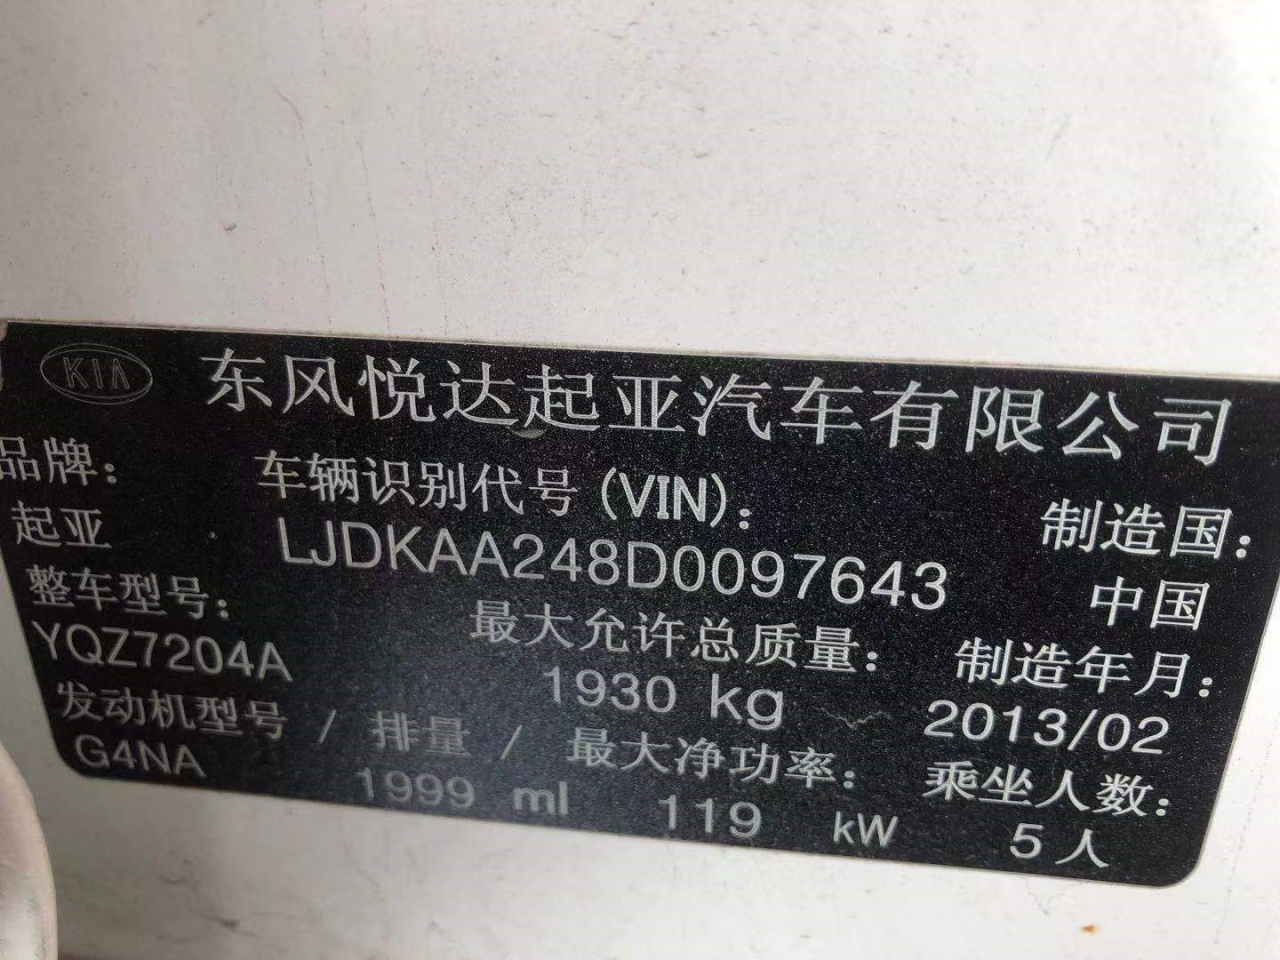 KIA 东风悦达起亚汽车有限公司
品牌： 车辆识别代号 (VIN)： 制造国：
起亚 LJDKAA248D0097643 中国
整车型号： 最大允许总质量： 制造年月：
YQZ7204A 1930 kg 2013/02
发动机型号 / 排量 / 最大净功率： 乘坐人数：
G4NA 1999 ml 119 kW 5人